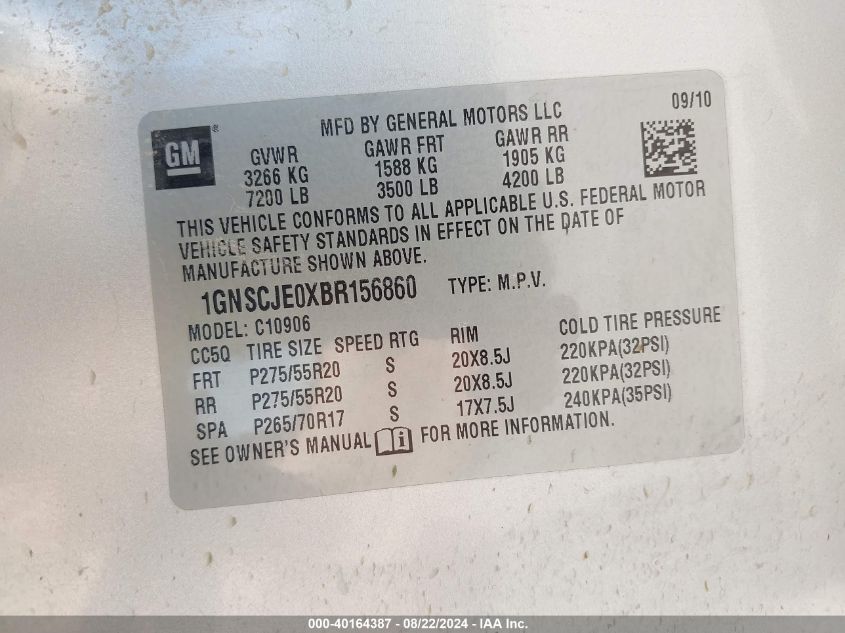 09/10
MFD BY GENERAL MOTORS LLC
GM®
GVWR GAWR FRT GAWR RR
3266 KG 1588 KG 1905 KG
7200 LB 3500 LB 4200 LB
THIS VEHICLE CONFORMS TO ALL APPLICABLE U.S. FEDERAL MOTOR
VEHICLE SAFETY STANDARDS IN EFFECT ON THE DATE OF
MANUFACTURE SHOWN ABOVE.
1GNSCJE0XBR156860 TYPE: M.P.V.
MODEL: C10906
CC5Q TIRE SIZE SPEED RTG RIM COLD TIRE PRESSURE
FRT P275/55R20 S 20X8.5J 220KPA(32PSI)
RR P275/55R20 S 20X8.5J 220KPA(32PSI)
SPA P265/70R17 S 17X7.5J 240KPA(35PSI)
SEE OWNER'S MANUAL i FOR MORE INFORMATION.
000-40164387 - 08/22/2024 - IAA Inc.